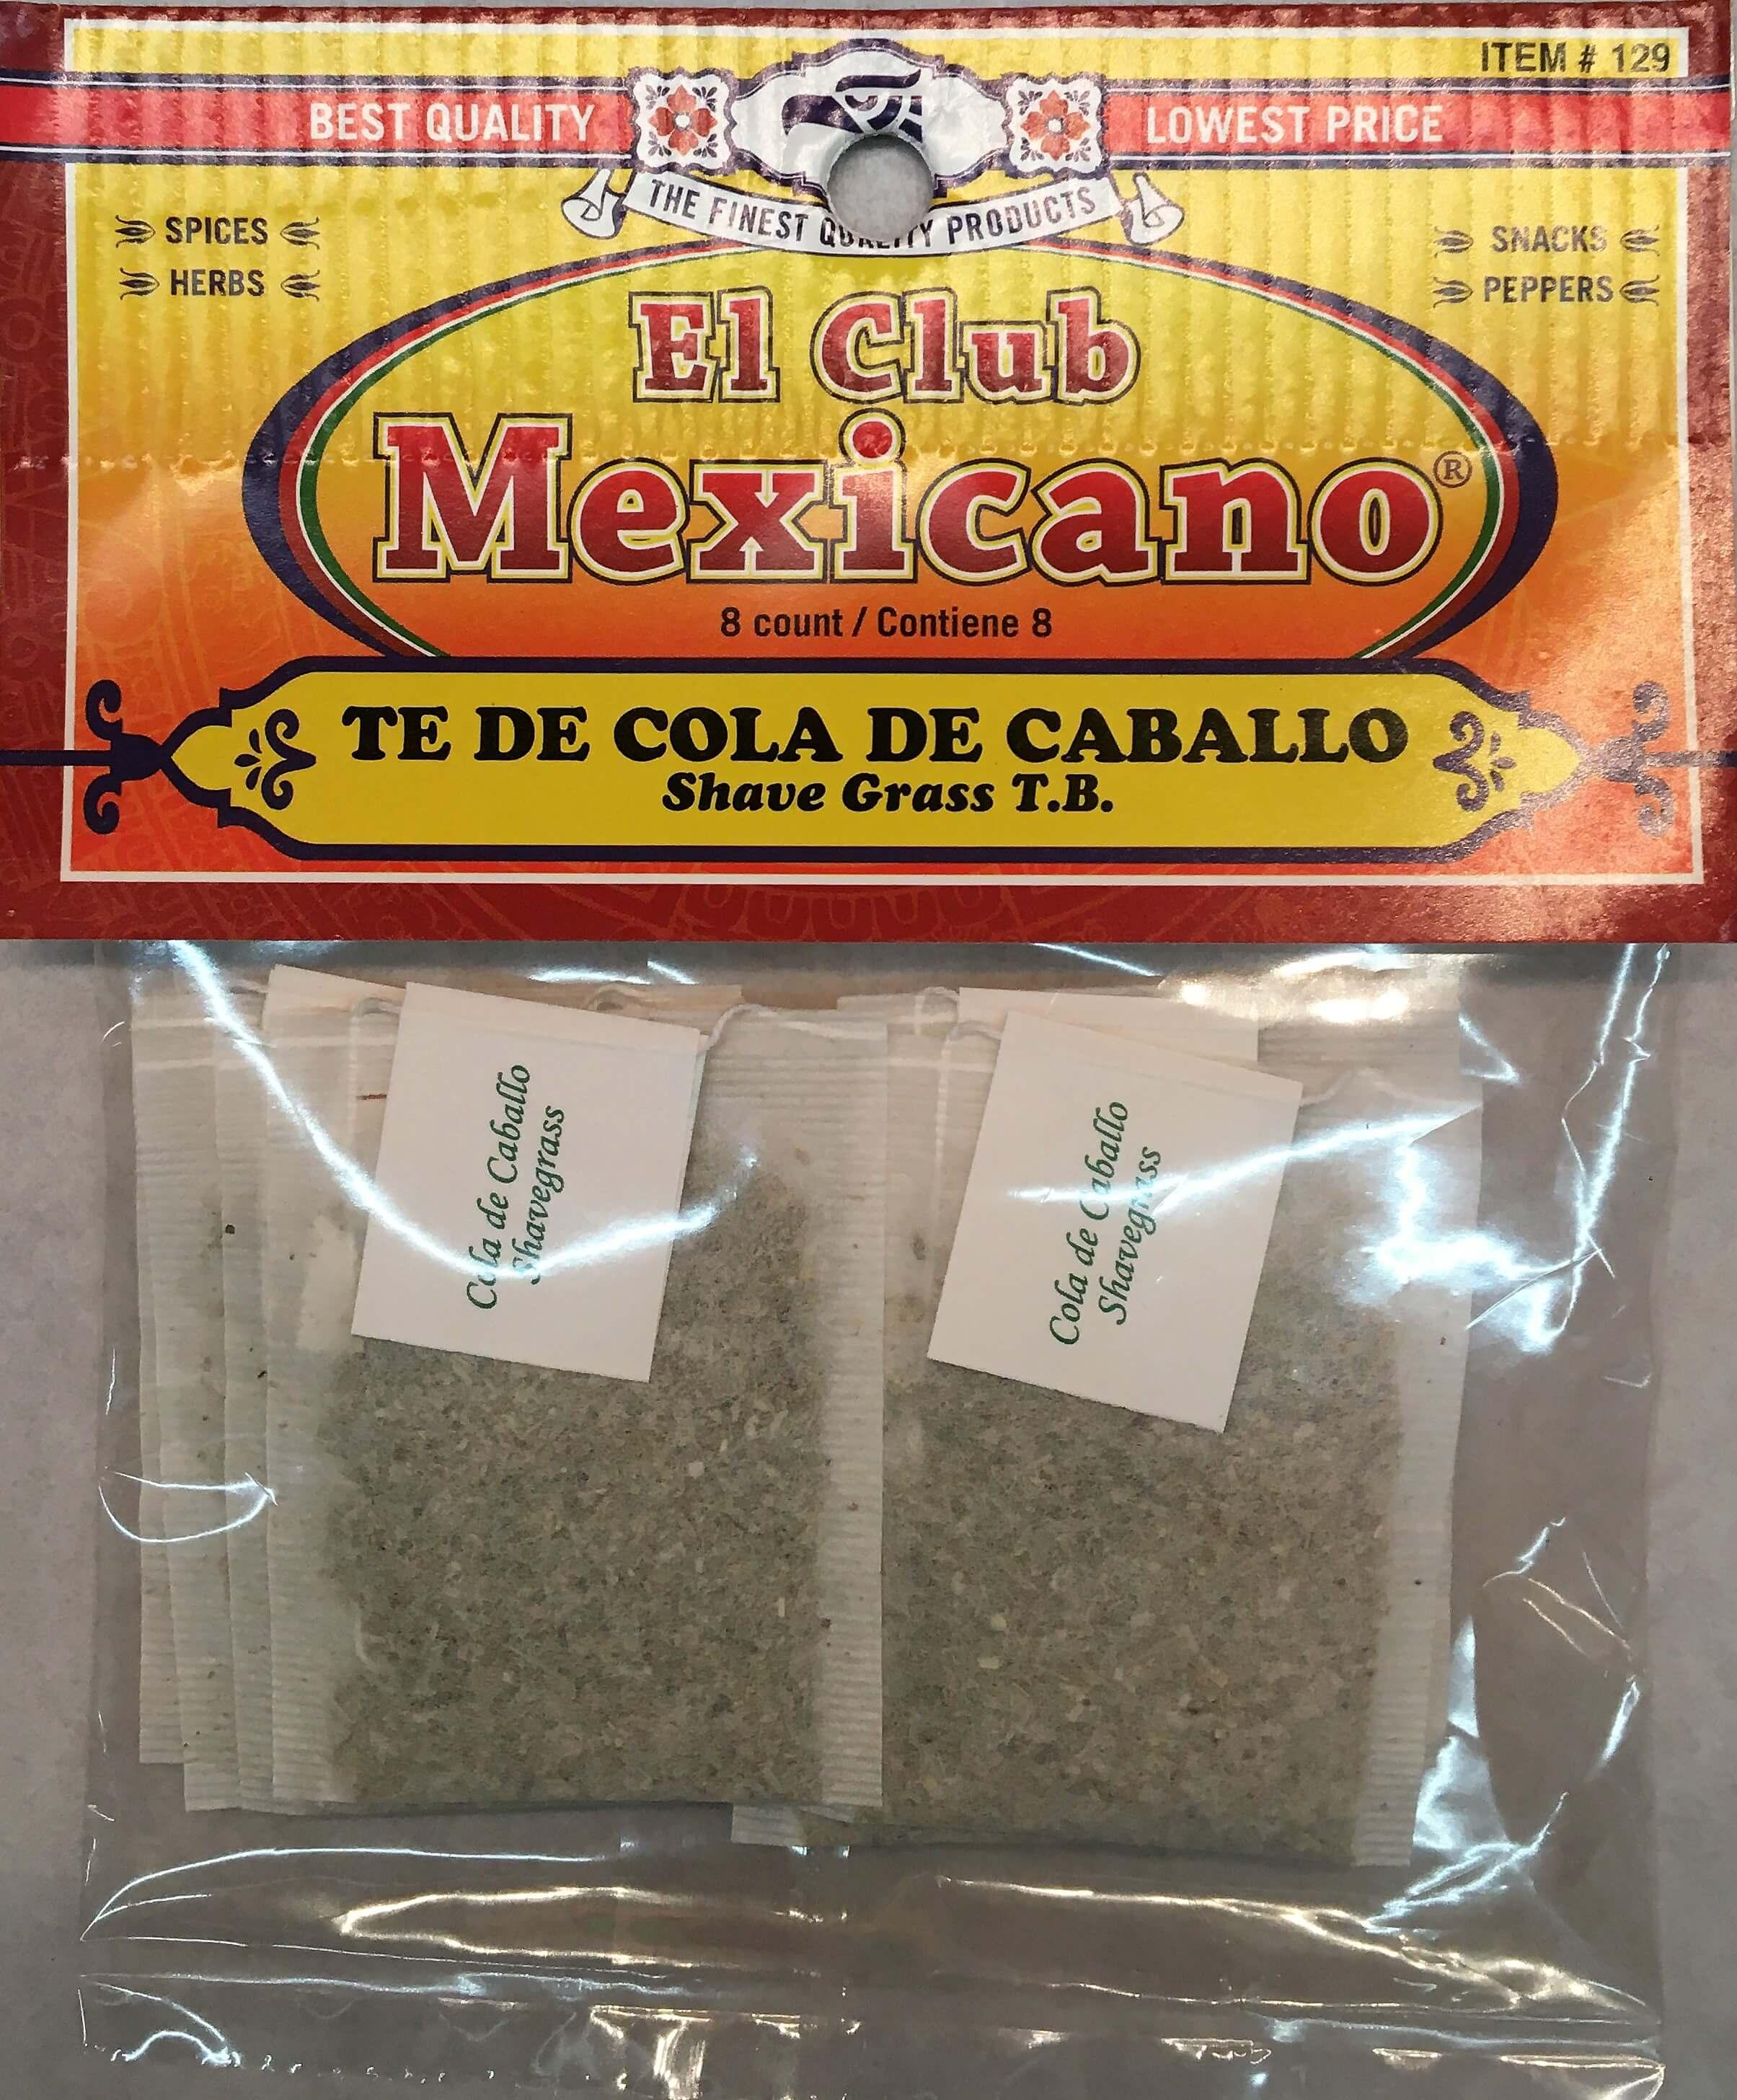 ITEM # 129
BEST QUALITY
LOWEST PRICE
THE FINEST QUALITY PRODUCTS
SPICES
HERBS
SNACKS
PEPPERS
El Club
Mexicano®
8 count / Contiene 8
TE DE COLA DE CABALLO
Shave Grass T.B.
Cola de Caballo
Shavegrass
Cola de Caballo
Shavegrass